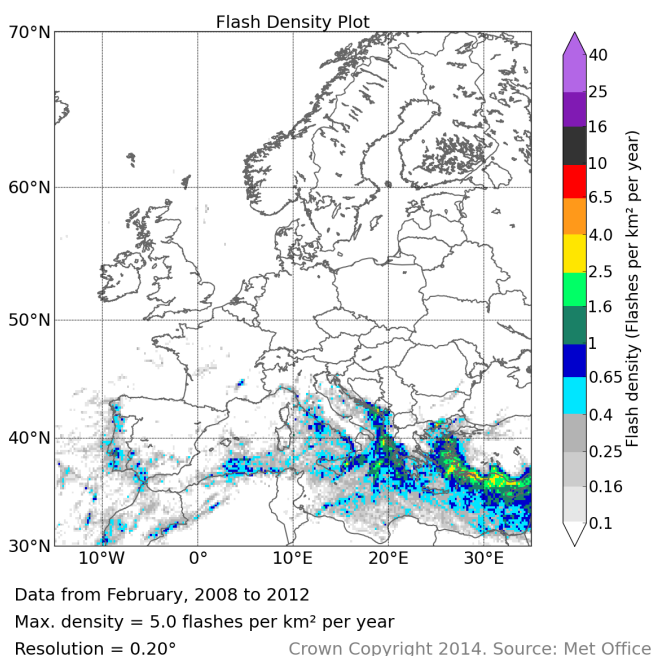 Flash Density Plot
70°N
60°N
50°N
40°N
30°N
10°W 0° 10°E 20°E 30°E
40
25
16
10
6.5
4.0
2.5
1.6
1
0.65
0.4
0.25
0.16
0.1
Flash density (Flashes per km² per year)
Data from February, 2008 to 2012
Max. density = 5.0 flashes per km² per year
Resolution = 0.20°
Crown Copyright 2014. Source: Met Office